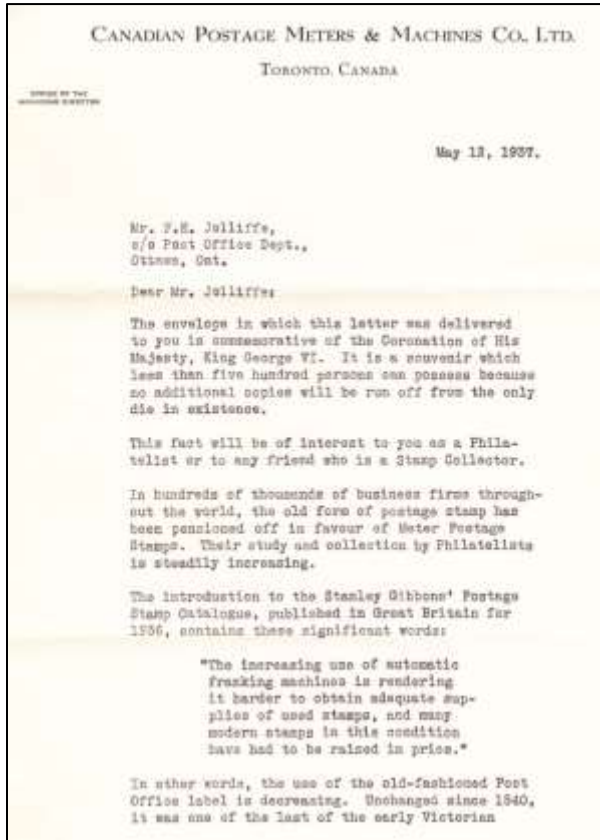 CANADIAN POSTAGE METERS & MACHINES CO., LTD.
TORONTO, CANADA
OFFICE OF THE
MANAGING DIRECTOR
May 12, 1937.
Mr. F.E. Jolliffe,
c/o Post Office Dept.,
Ottawa, Ont.
Dear Mr. Jolliffe:
The envelope in which this letter was delivered
to you is commemorative of the Coronation of His
Majesty, King George VI. It is a souvenir which
less than five hundred persons can possess because
no additional copies will be run off from the only
die in existence.
This fact will be of interest to you as a Phila-
telist or to any friend who is a Stamp Collector.
In hundreds of thousands of business firms through-
out the world, the old form of postage stamp has
been pensioned off in favour of Meter Postage
Stamps. Their study and collection by Philatelists
is steadily increasing.
The introduction to the Stanley Gibbons' Postage
Stamp Catalogue, published in Great Britain for
1936, contains these significant words:
"The increasing use of automatic
franking machines is rendering
it harder to obtain adequate sup-
plies of used stamps, and many
modern stamps in this condition
have had to be raised in price."
In other words, the use of the old-fashioned Post
Office label is decreasing. Unchanged since 1840,
it was one of the last of the early Victorian